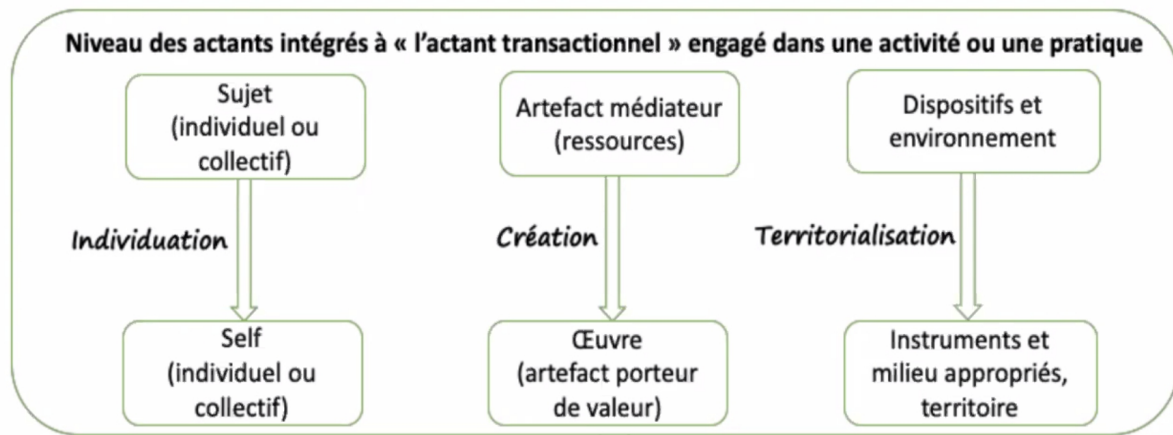 Niveau des actants intégrés à « l’actant transactionnel » engagé dans une activité ou une pratique
Sujet
(individuel ou
collectif)
Artefact médiateur
(ressources)
Dispositifs et
environnement
Individuation
Création
Territorialisation
Self
(individuel ou
collectif)
Œuvre
(artefact porteur
de valeur)
Instruments et
milieu appropriés,
territoire